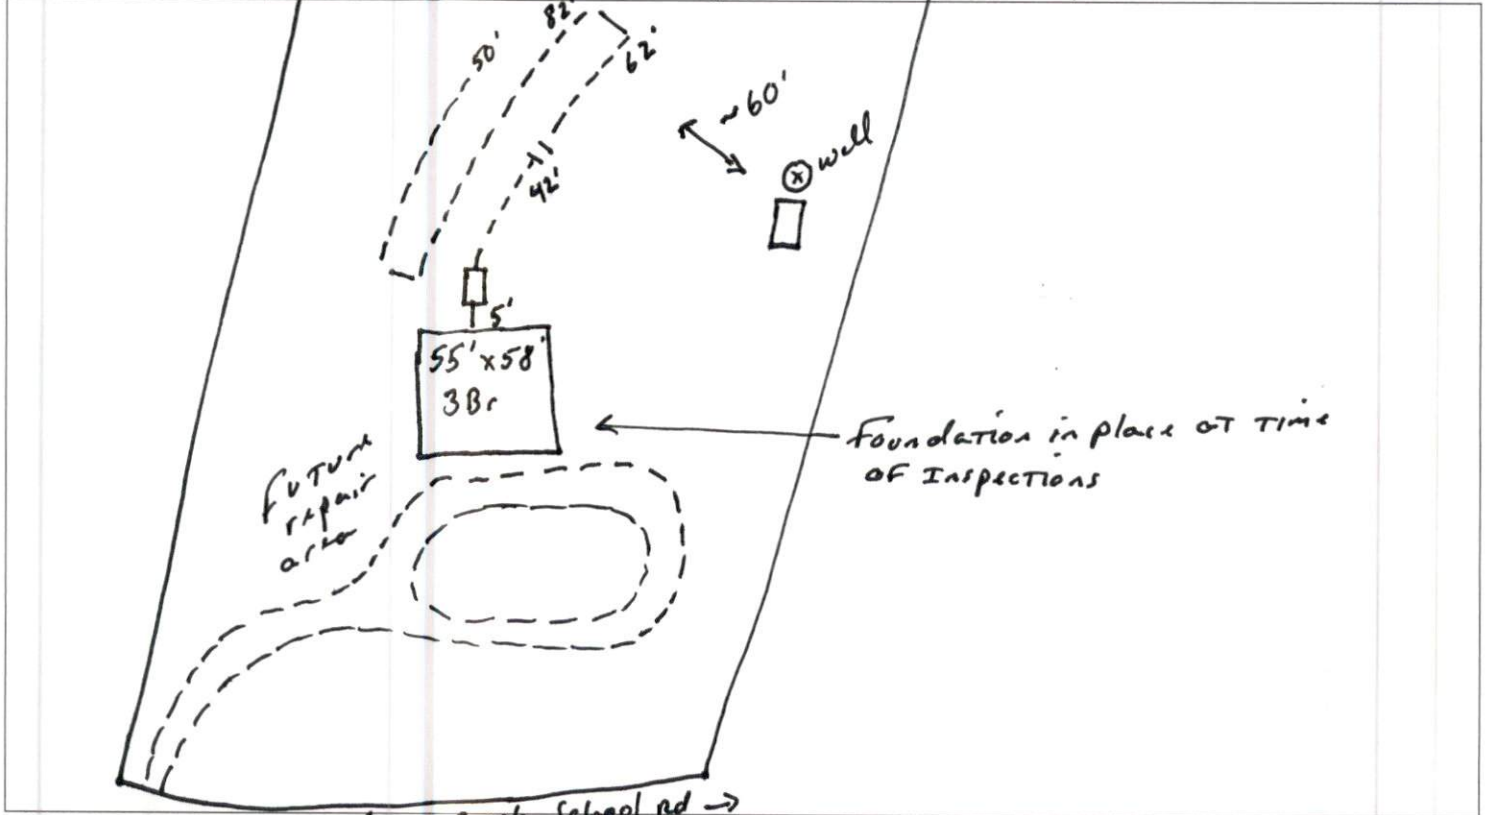 82'
50'
62'
~60'
well
42'
5'
55' x 58'
3Br
Foundation in place at Time
of Inspections
Future
repair
area
School Rd →